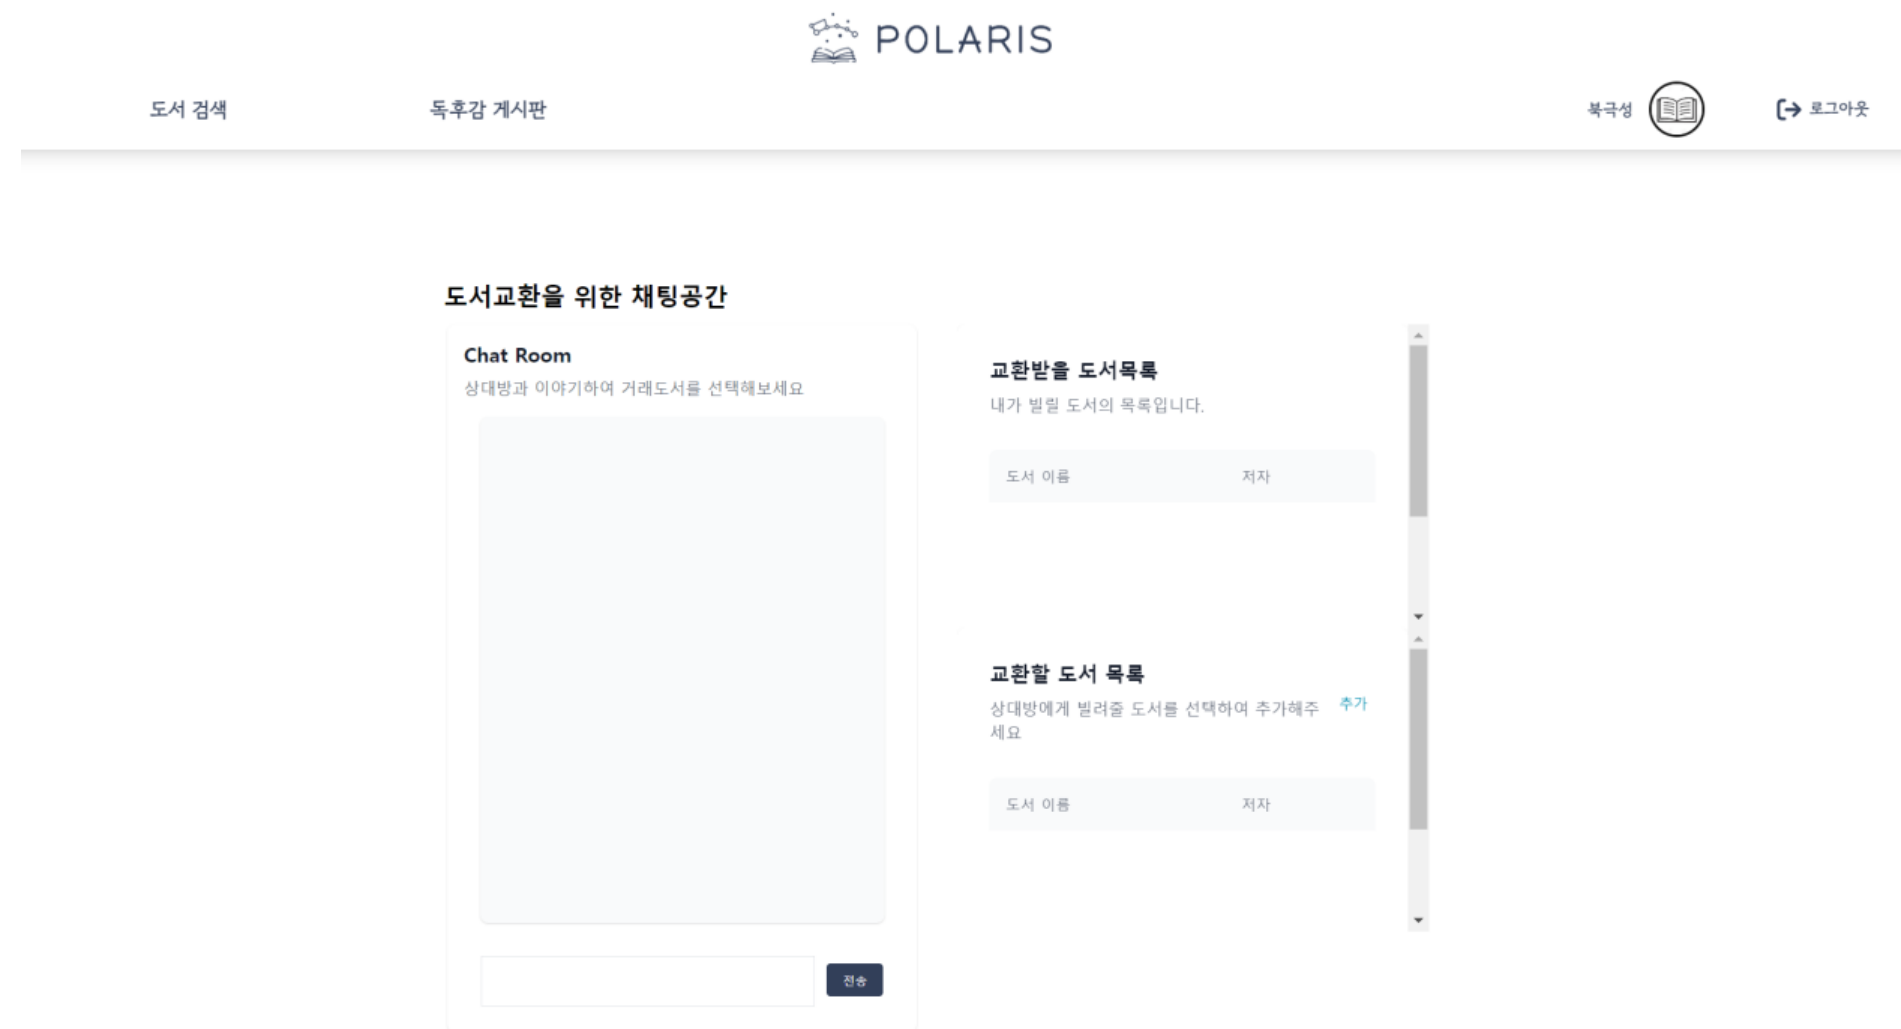 POLARIS
도서 검색
독후감 게시판
북극성
로그아웃
도서교환을 위한 채팅공간
Chat Room
상대방과 이야기하여 거래도서를 선택해보세요
전송
교환받을 도서목록
내가 빌릴 도서의 목록입니다.
도서 이름 저자
교환할 도서 목록
상대방에게 빌려줄 도서를 선택하여 추가해주
세요
추가
도서 이름 저자